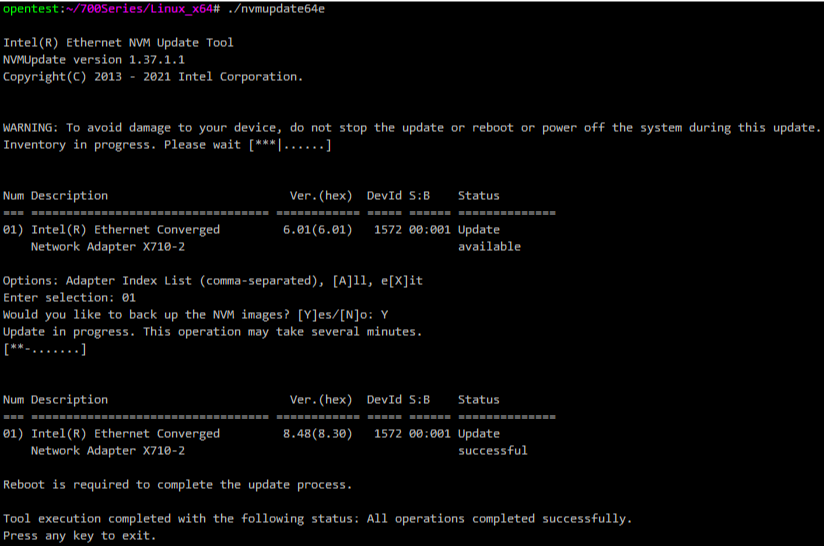 opentest:~/700Series/Linux_x64# ./nvmupdate64e
Intel(R) Ethernet NVM Update Tool
NVMUpdate version 1.37.1.1
Copyright(C) 2013 - 2021 Intel Corporation.
WARNING: To avoid damage to your device, do not stop the update or reboot or power off the system during this update.
Inventory in progress. Please wait [***|......]
Num Description                          Ver.(hex)  DevId S:B    Status
=== ================================== ============ ===== ====== ==============
01) Intel(R) Ethernet Converged         6.01(6.01)   1572 00:001 Update
    Network Adapter X710-2                                       available
Options: Adapter Index List (comma-separated), [A]ll, e[X]it
Enter selection: 01
Would you like to back up the NVM images? [Y]es/[N]o: Y
Update in progress. This operation may take several minutes.
[**-.......]
Num Description                          Ver.(hex)  DevId S:B    Status
=== ================================== ============ ===== ====== ==============
01) Intel(R) Ethernet Converged         8.48(8.30)   1572 00:001 Update
    Network Adapter X710-2                                       successful
Reboot is required to complete the update process.
Tool execution completed with the following status: All operations completed successfully.
Press any key to exit.